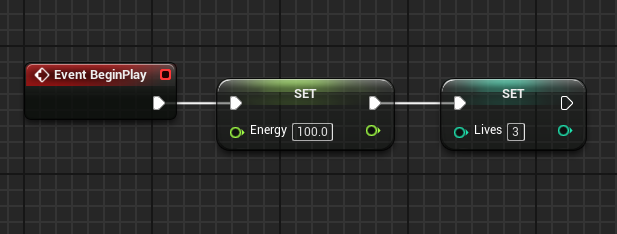 Event BeginPlay
SET
Energy 100.0
SET
Lives 3